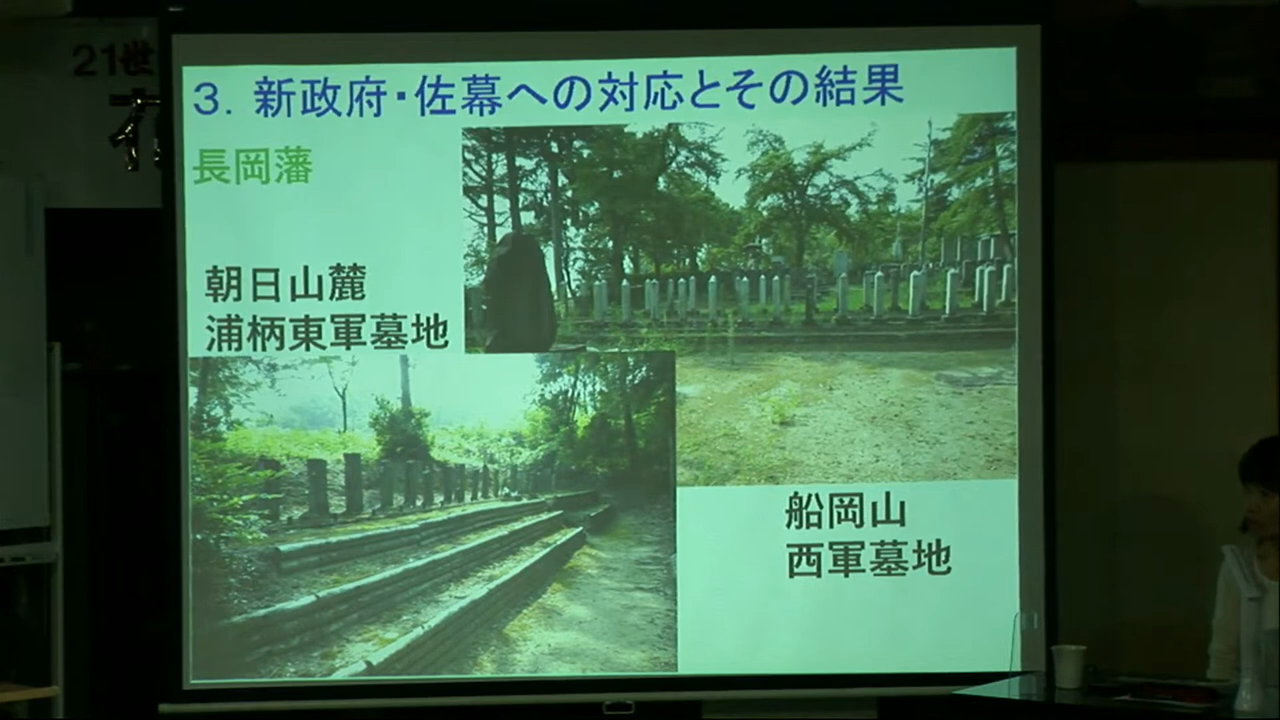 21世
3. 新政府・佐幕への対応とその結果
長岡藩
朝日山麓
浦柄東軍墓地
船岡山
西軍墓地